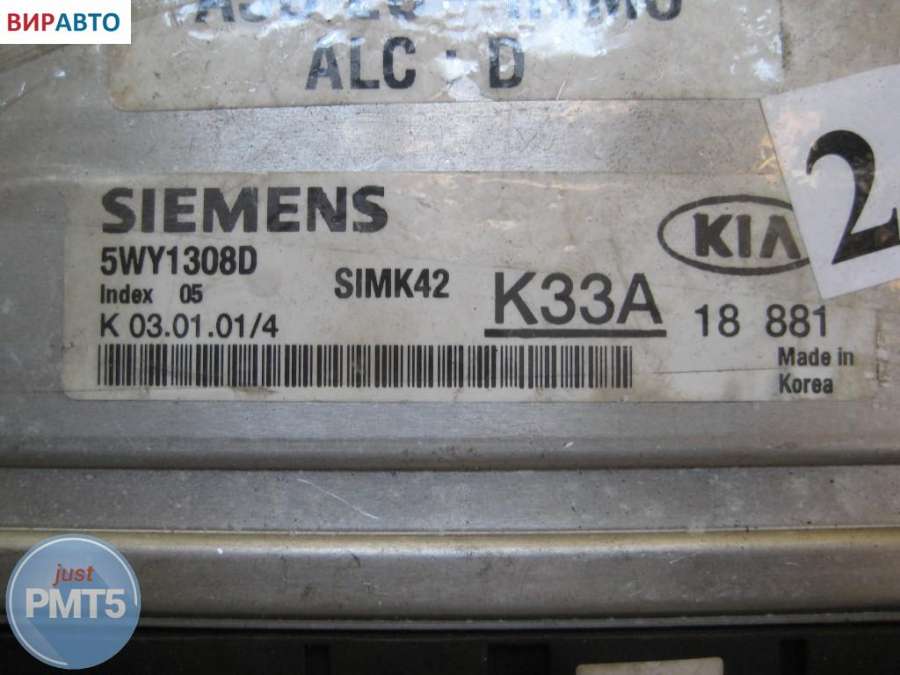 ВИРАВТО
ALC : D
2
SIEMENS
KIA
5WY1308D
SIMK42
K33A
18 881
Index 05
K 03.01.01/4
Made in
Korea
just
PMT5